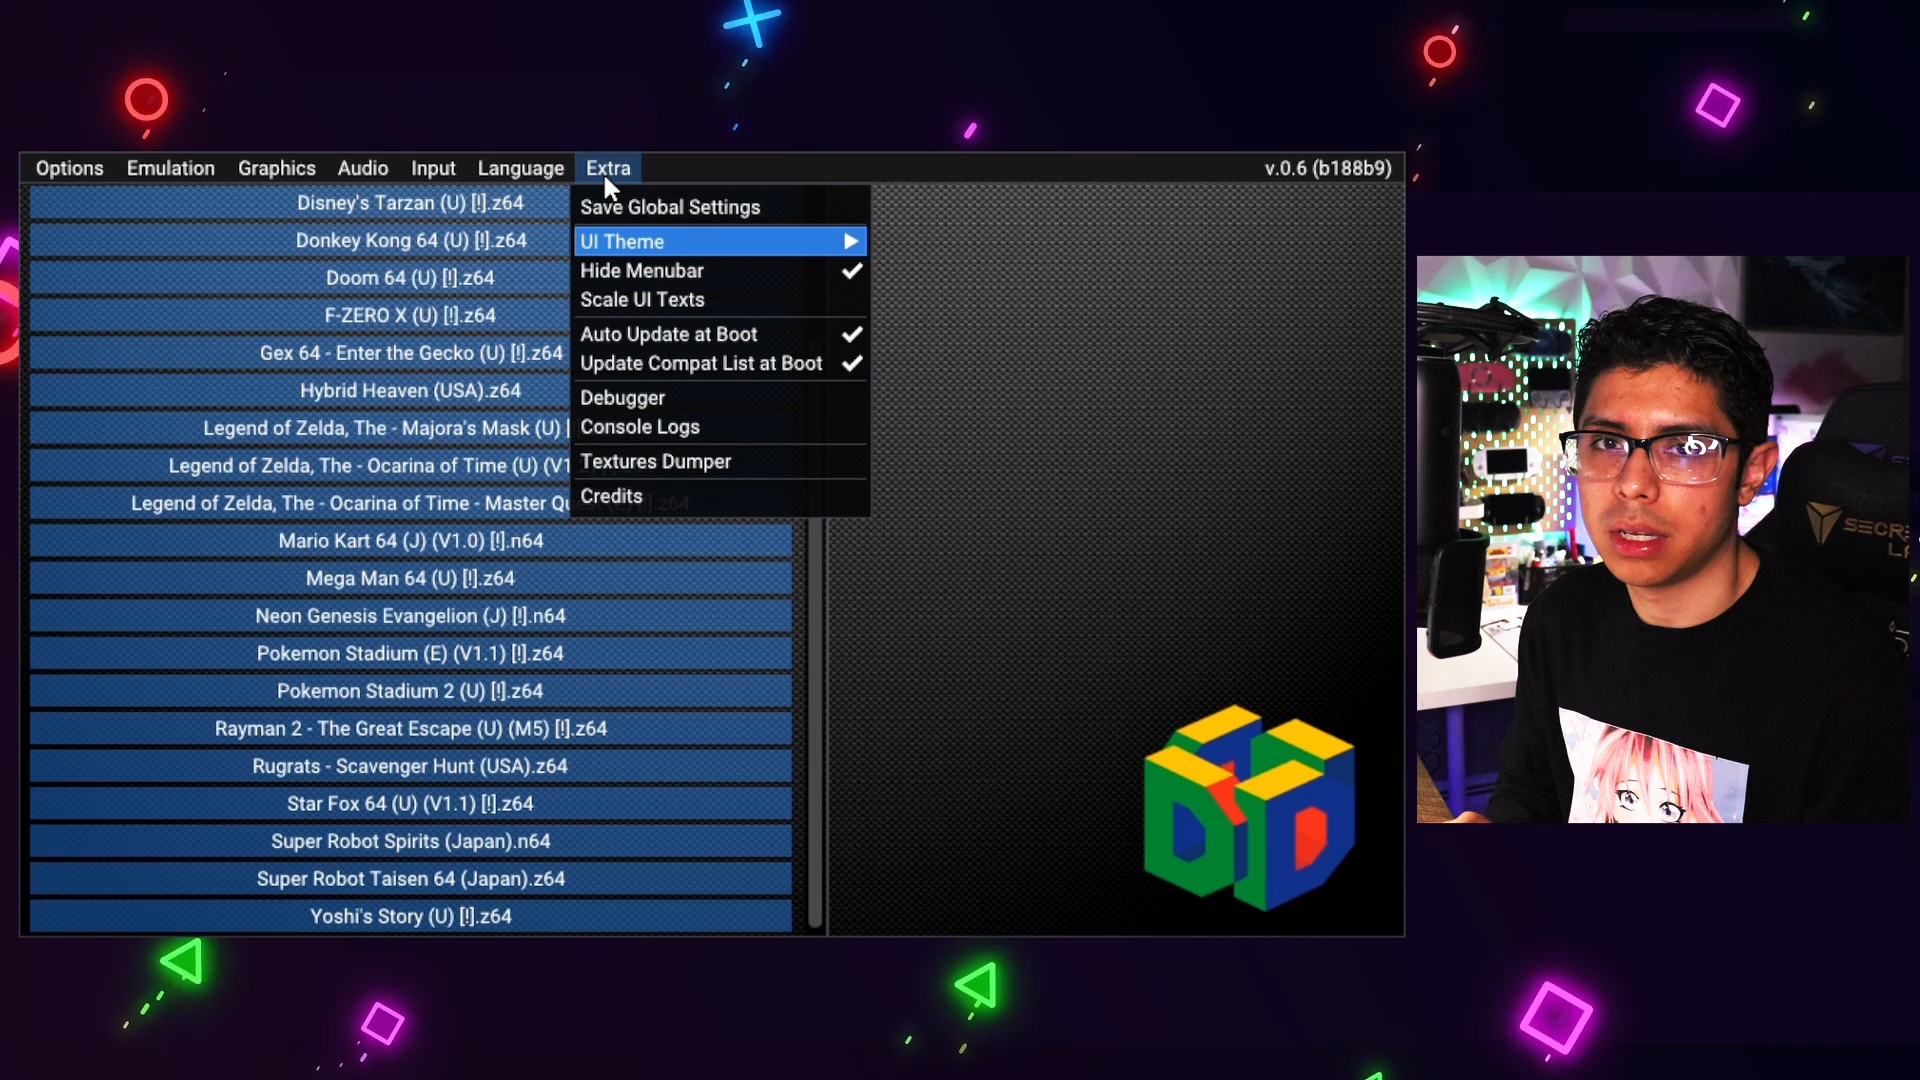 Options Emulation Graphics Audio Input Language Extra v.0.6 (b188b9)
Disney's Tarzan (U) [!].z64
Donkey Kong 64 (U) [!].z64
Doom 64 (U) [!].z64
F-ZERO X (U) [!].z64
Gex 64 - Enter the Gecko (U) [!].z64
Hybrid Heaven (USA).z64
Legend of Zelda, The - Majora's Mask (U) [
Legend of Zelda, The - Ocarina of Time (U) (V1
Legend of Zelda, The - Ocarina of Time - Master Qu
Mario Kart 64 (J) (V1.0) [!].n64
Mega Man 64 (U) [!].z64
Neon Genesis Evangelion (J) [!].n64
Pokemon Stadium (E) (V1.1) [!].z64
Pokemon Stadium 2 (U) [!].z64
Rayman 2 - The Great Escape (U) (M5) [!].z64
Rugrats - Scavenger Hunt (USA).z64
Star Fox 64 (U) (V1.1) [!].z64
Super Robot Spirits (Japan).n64
Super Robot Taisen 64 (Japan).z64
Yoshi's Story (U) [!].z64
Save Global Settings
UI Theme
Hide Menubar
Scale UI Texts
Auto Update at Boot
Update Compat List at Boot
Debugger
Console Logs
Textures Dumper
Credits
SECRE
LA